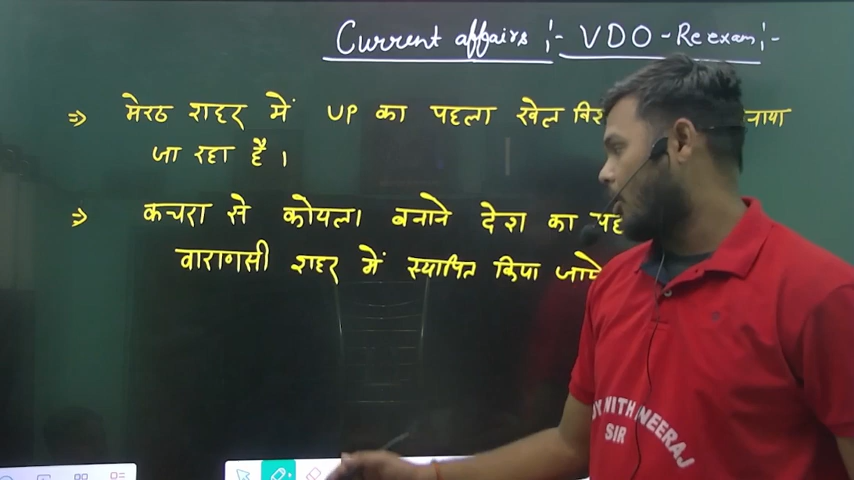 Current affairs :- VDO - Re exam :-
⇒ मेरठ शहर में UP का पहला खेल
जा रहा है ।
⇒ कचरा से कोयला बनाने देश का
वाराणसी शहर में स्थापित किया
WITH NEERAJ
SIR